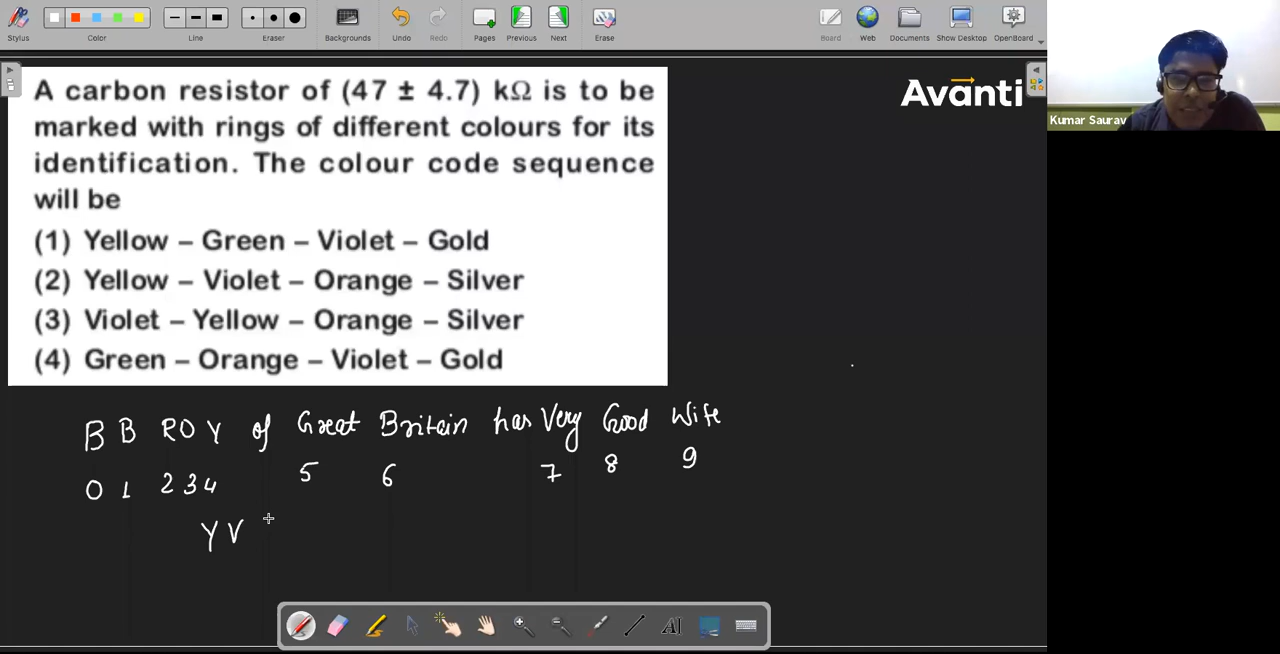 Stylus Color Line Eraser Backgrounds Undo Redo Pages Previous Next Erase Board Web Documents Show Desktop OpenBoard
A carbon resistor of (47 ± 4.7) kΩ is to be
marked with rings of different colours for its
identification. The colour code sequence
will be
(1) Yellow – Green – Violet – Gold
(2) Yellow – Violet – Orange – Silver
(3) Violet – Yellow – Orange – Silver
(4) Green – Orange – Violet – Gold
Avanti
Kumar Saurav
B B R O Y of Great Britain has Very Good Wife
0 1 2 3 4 5 6 7 8 9
Y V